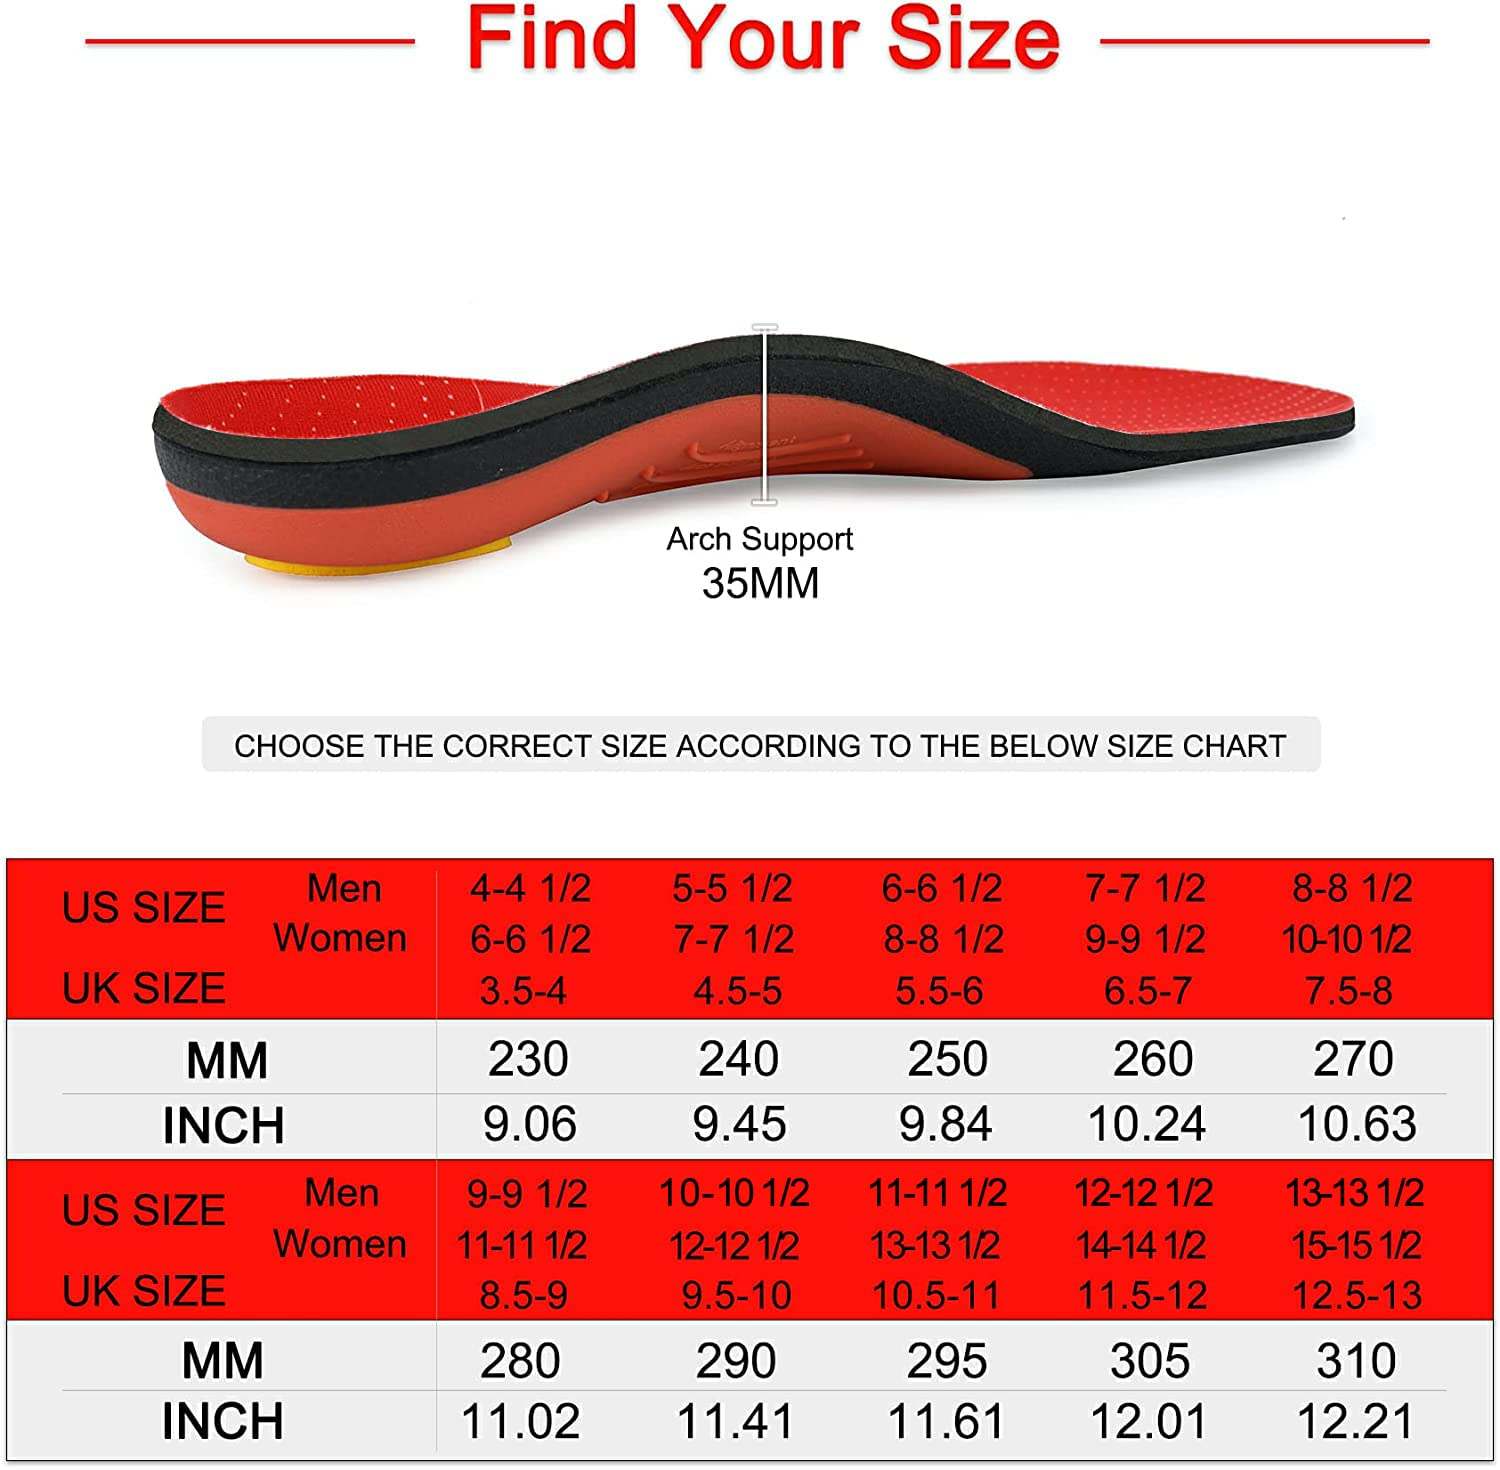 Find Your Size
Arch Support
35MM
CHOOSE THE CORRECT SIZE ACCORDING TO THE BELOW SIZE CHART
US SIZE Men 4-4 1/2 5-5 1/2 6-6 1/2 7-7 1/2 8-8 1/2
Women 6-6 1/2 7-7 1/2 8-8 1/2 9-9 1/2 10-10 1/2
UK SIZE 3.5-4 4.5-5 5.5-6 6.5-7 7.5-8
MM 230 240 250 260 270
INCH 9.06 9.45 9.84 10.24 10.63
US SIZE Men 9-9 1/2 10-10 1/2 11-11 1/2 12-12 1/2 13-13 1/2
Women 11-11 1/2 12-12 1/2 13-13 1/2 14-14 1/2 15-15 1/2
UK SIZE 8.5-9 9.5-10 10.5-11 11.5-12 12.5-13
MM 280 290 295 305 310
INCH 11.02 11.41 11.61 12.01 12.21